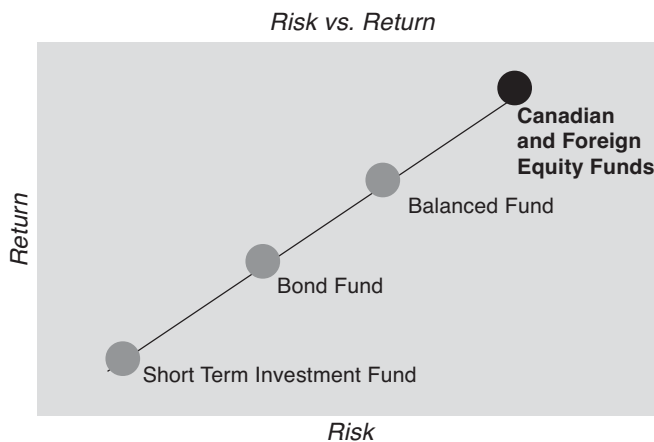 Risk vs. Return
Canadian
and Foreign
Equity Funds
Balanced Fund
Return
Bond Fund
Short Term Investment Fund
Risk